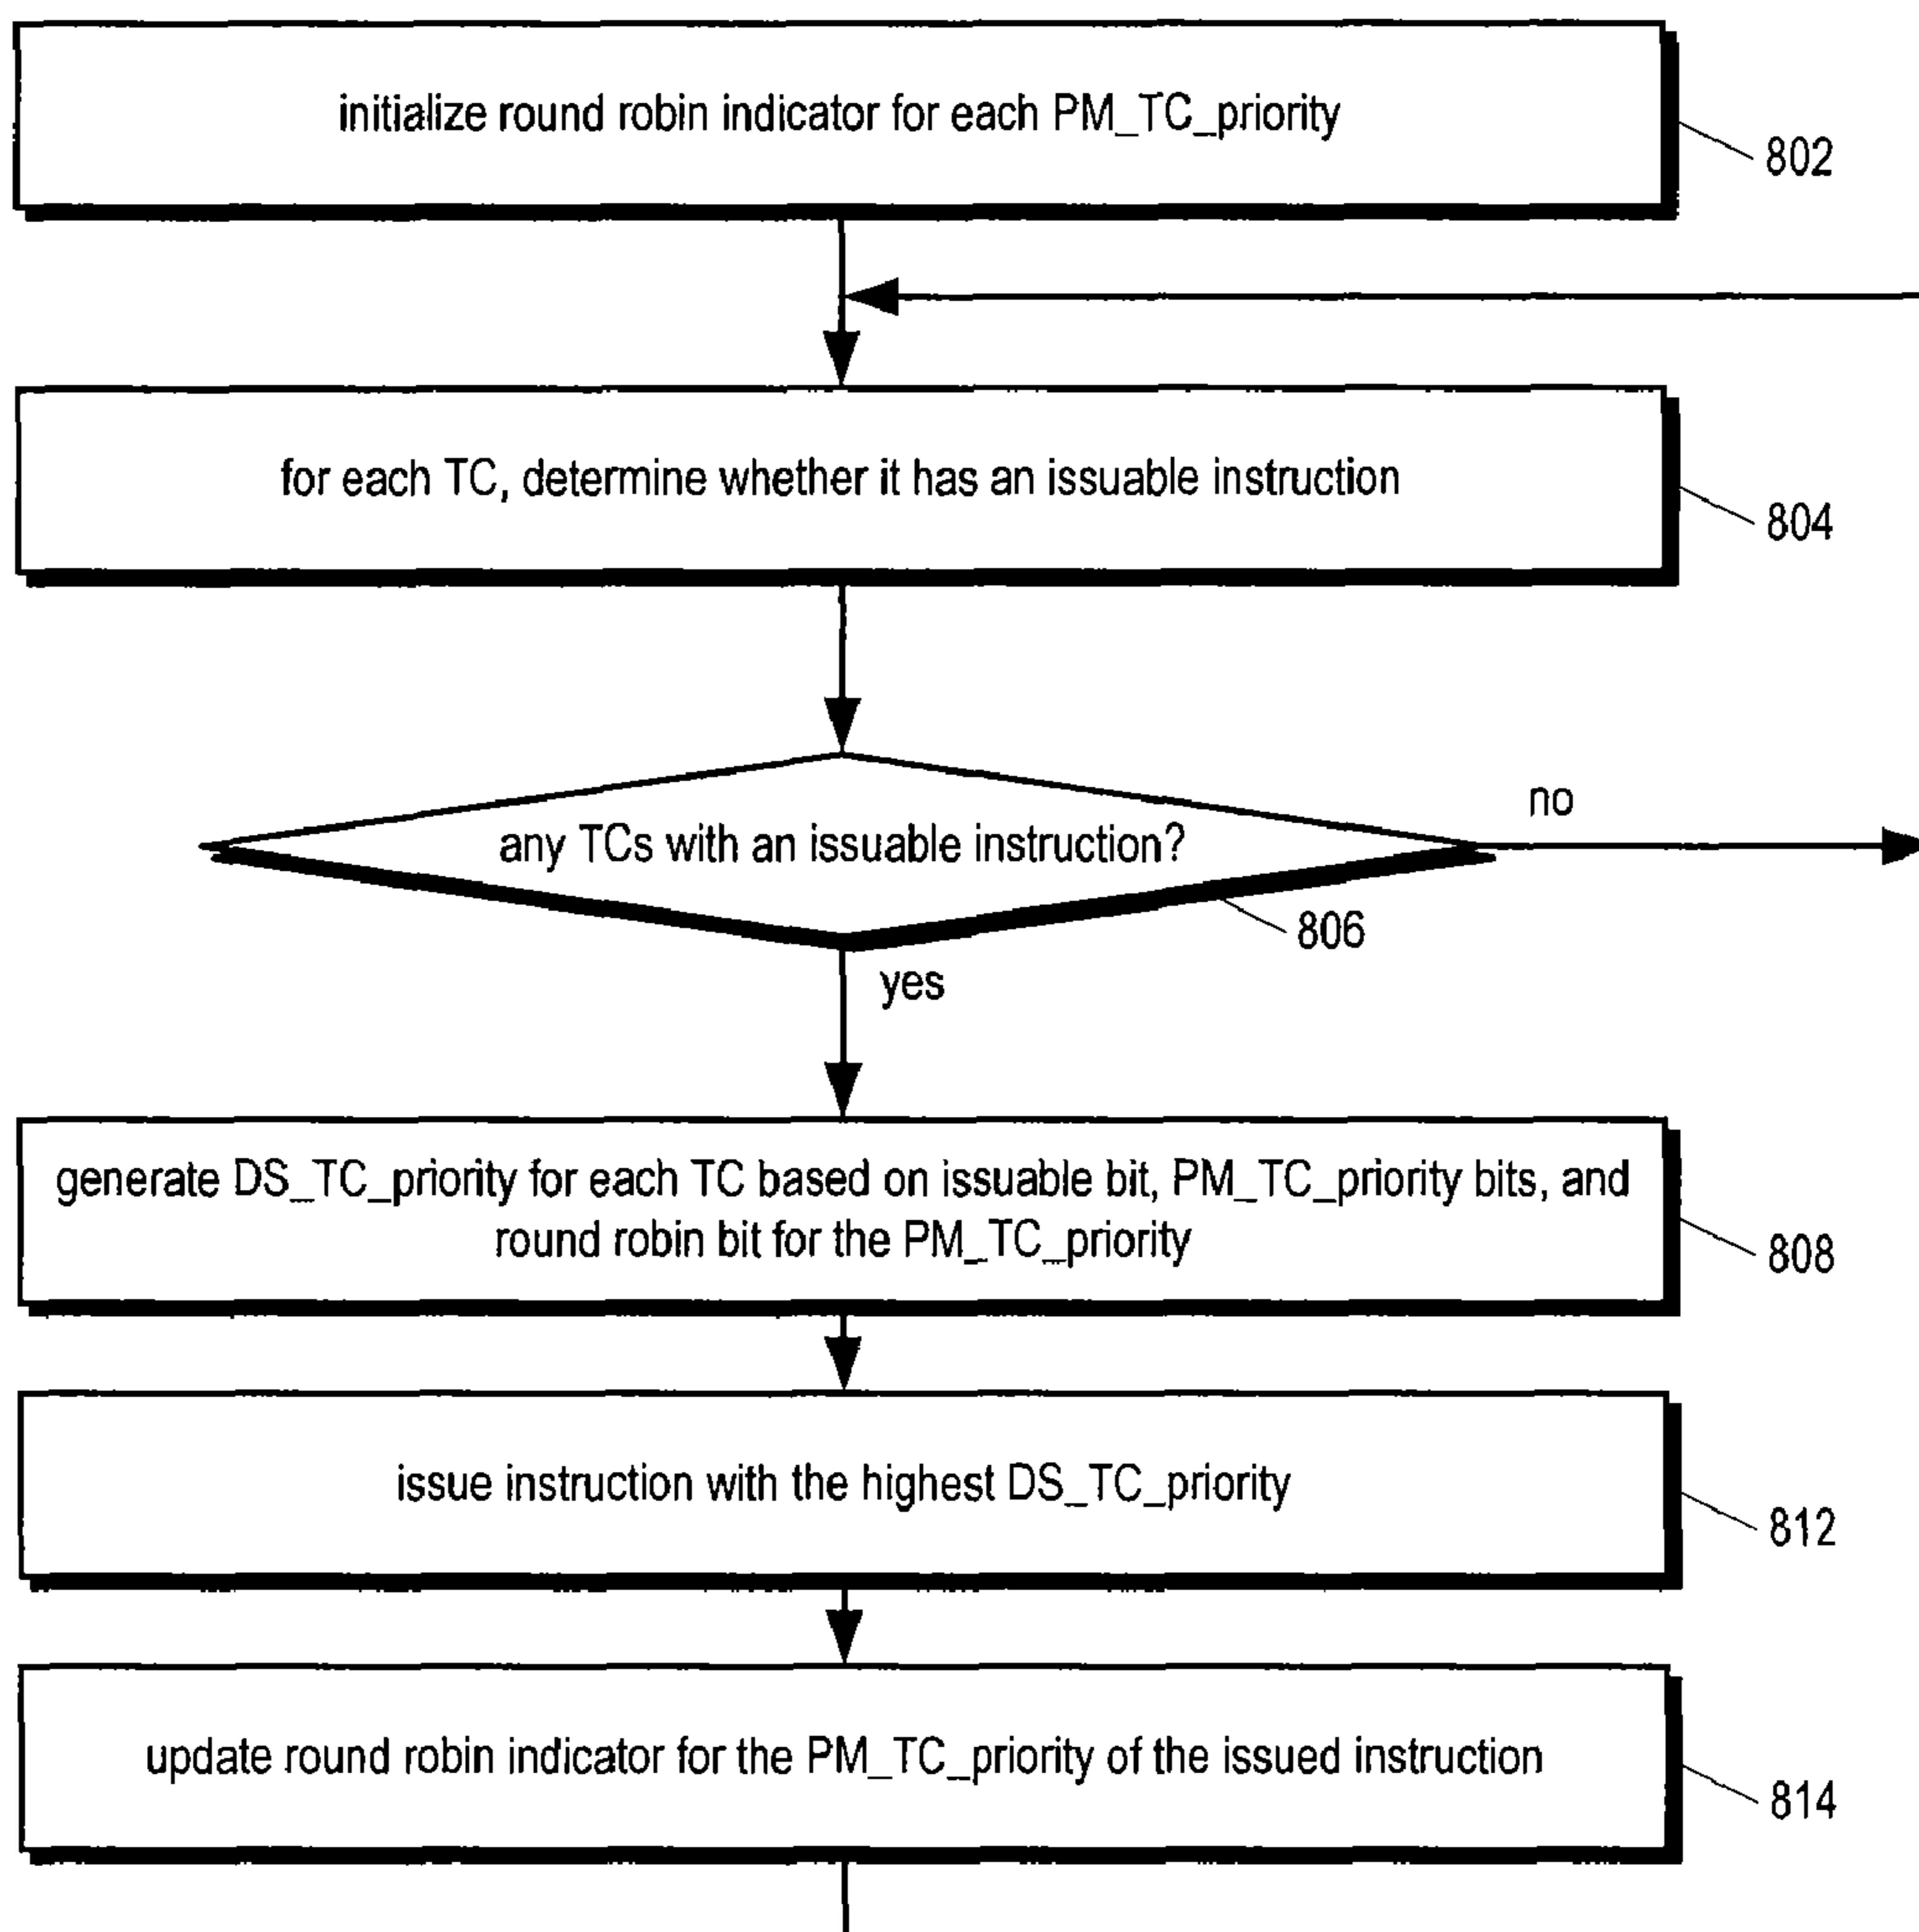 initialize round robin indicator for each PM_TC_priority
802
for each TC, determine whether it has an issuable instruction
804
no
any TCs with an issuable instruction?
806
yes
generate DS_TC_priority for each TC based on issuable bit, PM_TC_priority bits, and
round robin bit for the PM_TC_priority
808
issue instruction with the highest DS_TC_priority
812
update round robin indicator for the PM_TC_priority of the issued instruction
814